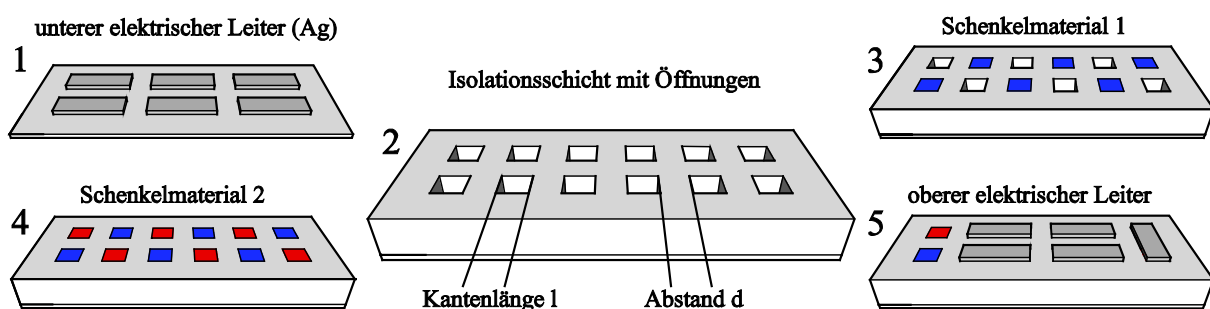 unterer elektrischer Leiter (Ag)
1
Isolationsschicht mit Öffnungen
2
Kantenlänge l
Abstand d
Schenkelmaterial 1
3
Schenkelmaterial 2
4
oberer elektrischer Leiter
5